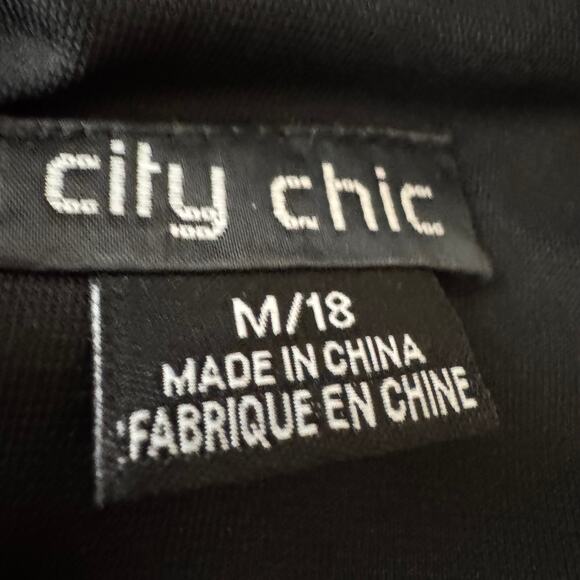 city chic
M/18
MADE IN CHINA
FABRIQUE EN CHINE